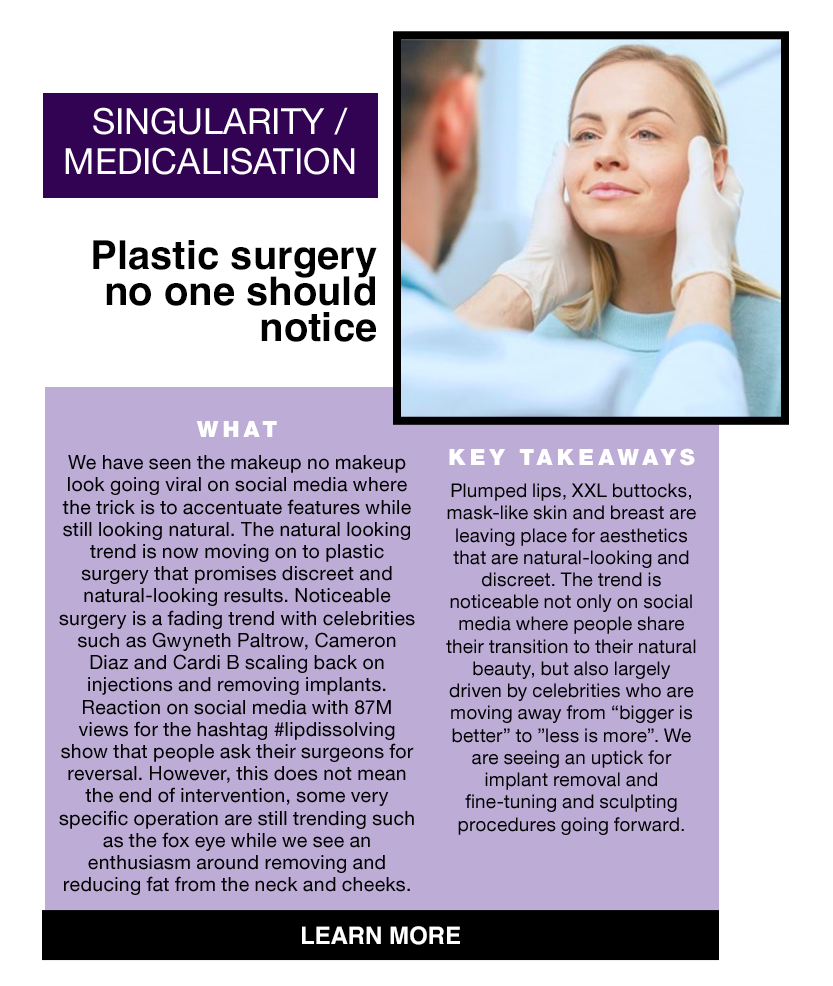 SINGULARITY /
MEDICALISATION
Plastic surgery
no one should
notice
WHAT
We have seen the makeup no makeup
look going viral on social media where
the trick is to accentuate features while
still looking natural. The natural looking
trend is now moving on to plastic
surgery that promises discreet and
natural-looking results. Noticeable
surgery is a fading trend with celebrities
such as Gwyneth Paltrow, Cameron
Diaz and Cardi B scaling back on
injections and removing implants.
Reaction on social media with 87M
views for the hashtag #lipdissolving
show that people ask their surgeons for
reversal. However, this does not mean
the end of intervention, some very
specific operation are still trending such
as the fox eye while we see an
enthusiasm around removing and
reducing fat from the neck and cheeks.
KEY TAKEAWAYS
Plumped lips, XXL buttocks,
mask-like skin and breast are
leaving place for aesthetics
that are natural-looking and
discreet. The trend is
noticeable not only on social
media where people share
their transition to their natural
beauty, but also largely
driven by celebrities who are
moving away from “bigger is
better” to ”less is more”. We
are seeing an uptick for
implant removal and
fine-tuning and sculpting
procedures going forward.
LEARN MORE